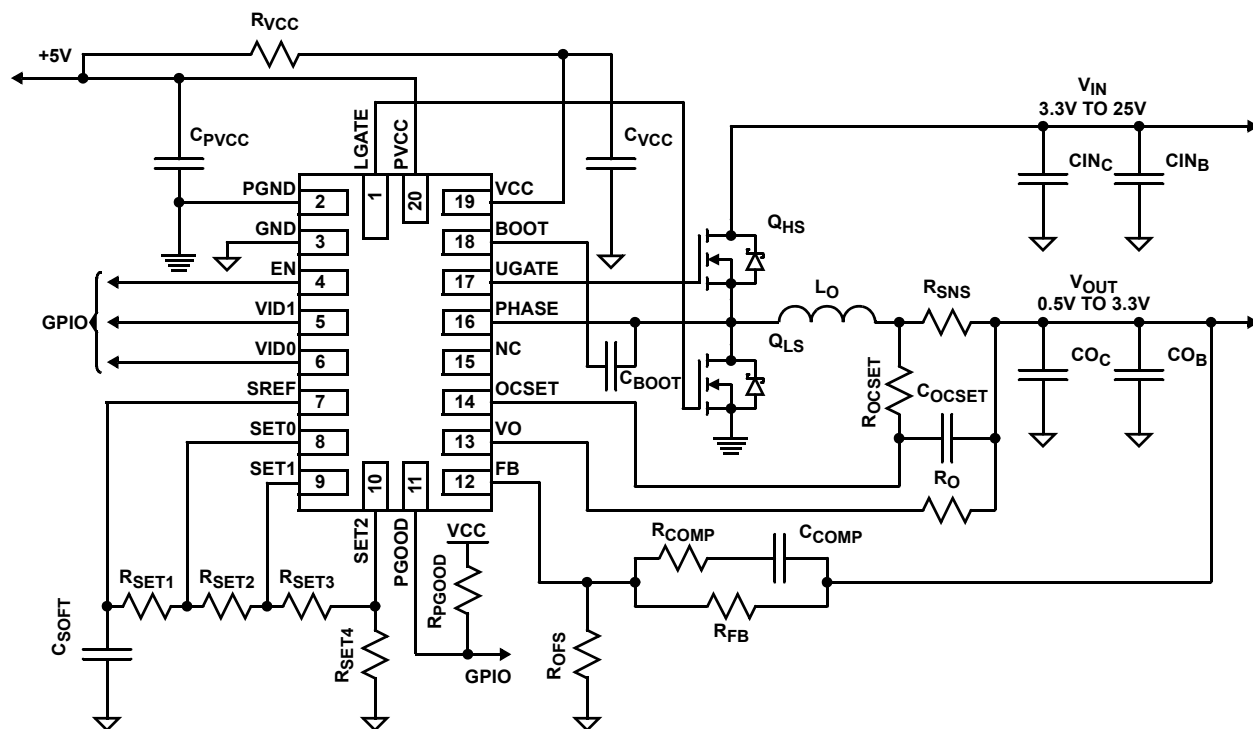 RVCC
+5V
VIN
3.3V TO 25V
CPVCC
LGATE
PVCC
CVCC
CINC
CINB
PGND
2
1
20
19
VCC
GND
3
18
BOOT
QHS
EN
4
17
UGATE
GPIO
VID1
5
16
PHASE
LO
RSNS
VOUT
0.5V TO 3.3V
VID0
6
15
NC
QLS
CBOOT
COC
COB
SREF
7
14
OCSET
ROCSET
COCSET
SET0
8
13
VO
SET1
9
10
11
12
FB
RO
SET2
PGOOD
VCC
RCOMP
CCOMP
RSET1
RSET2
RSET3
RPGOOD
RFB
CSOFT
RSET4
ROFS
GPIO